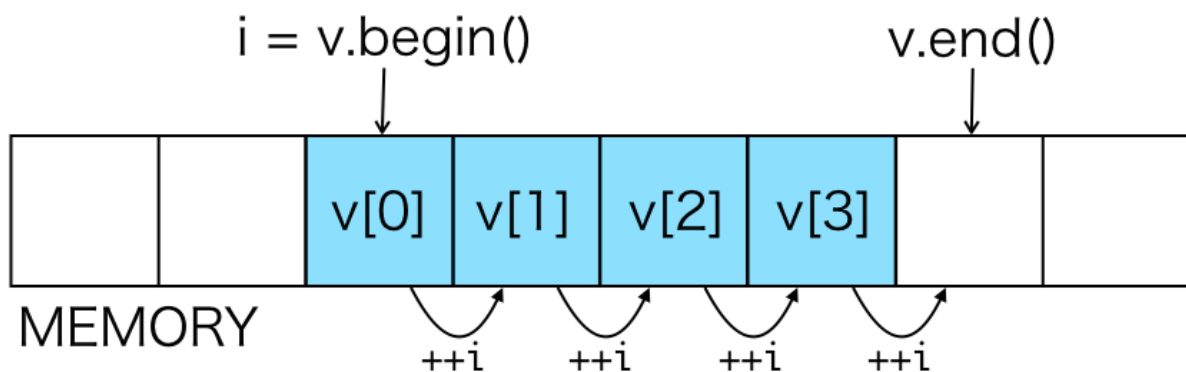 i = v.begin() v.end()
v[0] v[1] v[2] v[3]
MEMORY
++i ++i ++i ++i